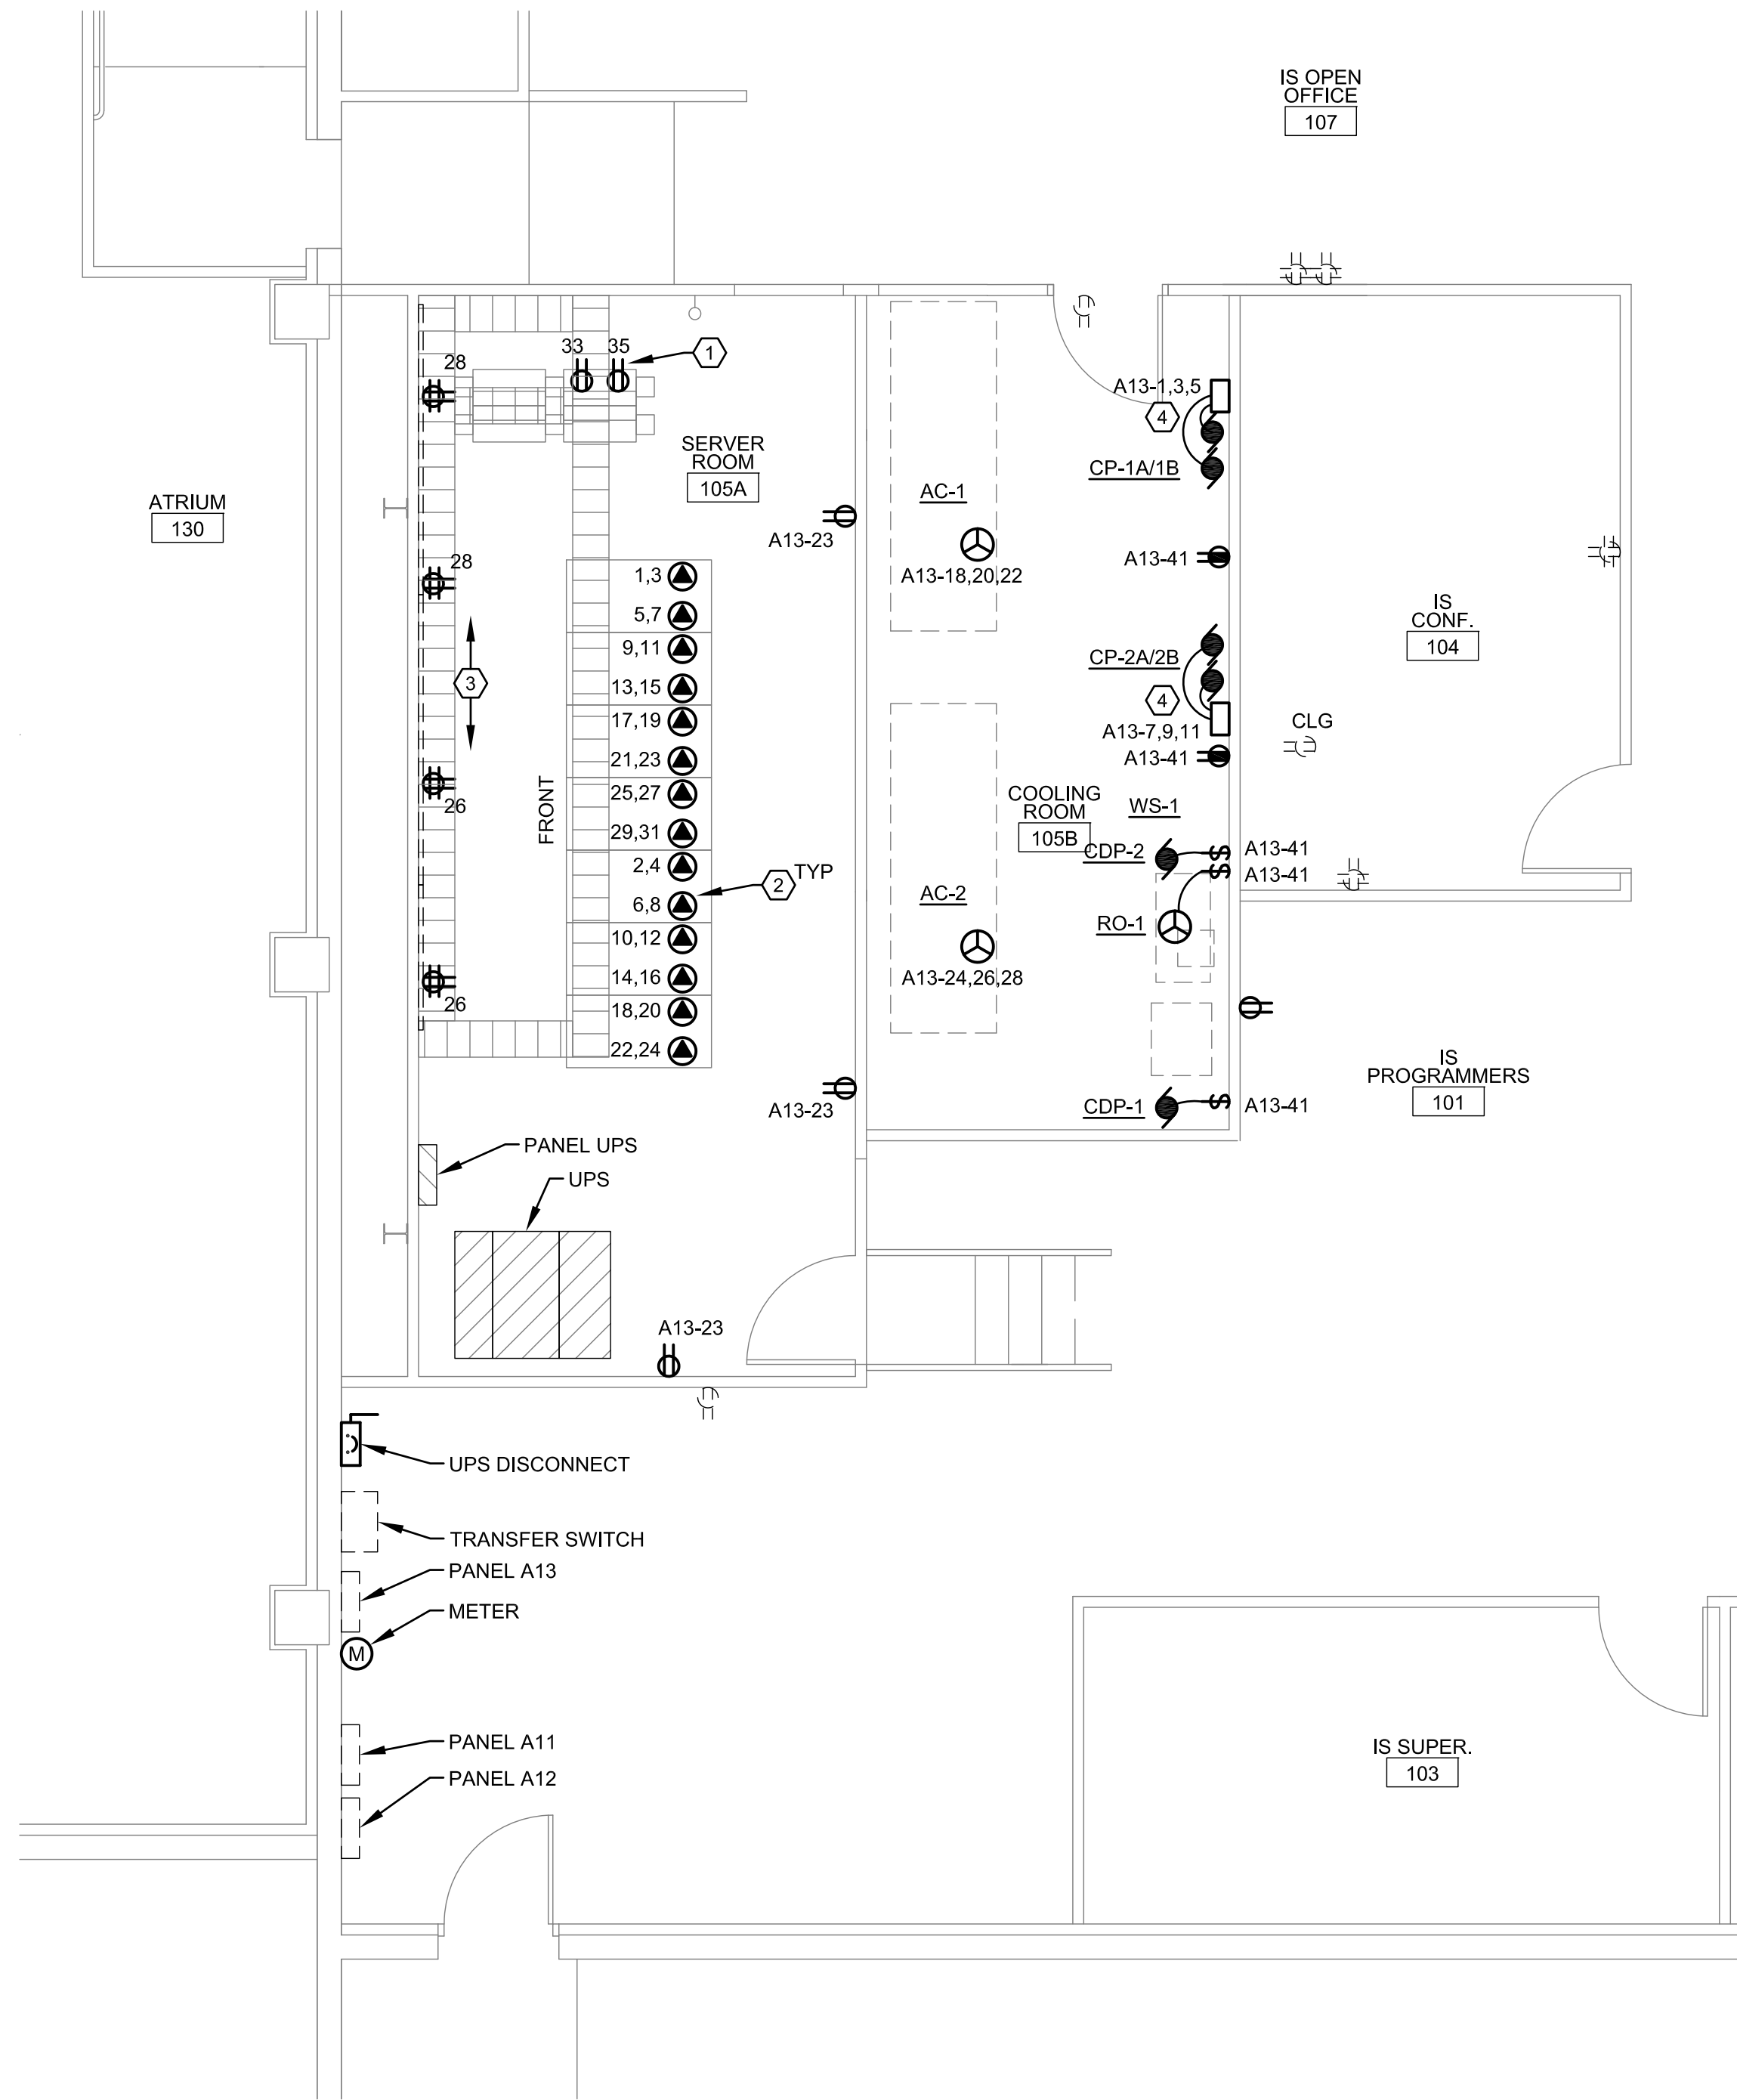 IS OPEN
OFFICE
107
33
35
1
28
A13-1,3,5
4
SERVER
ROOM
105A
CP-1A/1B
AC-1
ATRIUM
130
A13-23
A13-41
28
1,3
A13-18,20,22
5,7
IS
CONF.
104
9,11
CP-2A/2B
3
13,15
4
17,19
CLG
A13-7,9,11
21,23
A13-41
FRONT
25,27
26
COOLING
ROOM
105B
WS-1
29,31
CDP-2
A13-41
2,4
TYP
2
A13-41
6,8
AC-2
RO-1
10,12
14,16
A13-24,26,28
26
18,20
22,24
IS
PROGRAMMERS
101
A13-23
CDP-1
A13-41
PANEL UPS
UPS
A13-23
UPS DISCONNECT
TRANSFER SWITCH
PANEL A13
METER
M
PANEL A11
PANEL A12
IS SUPER.
103